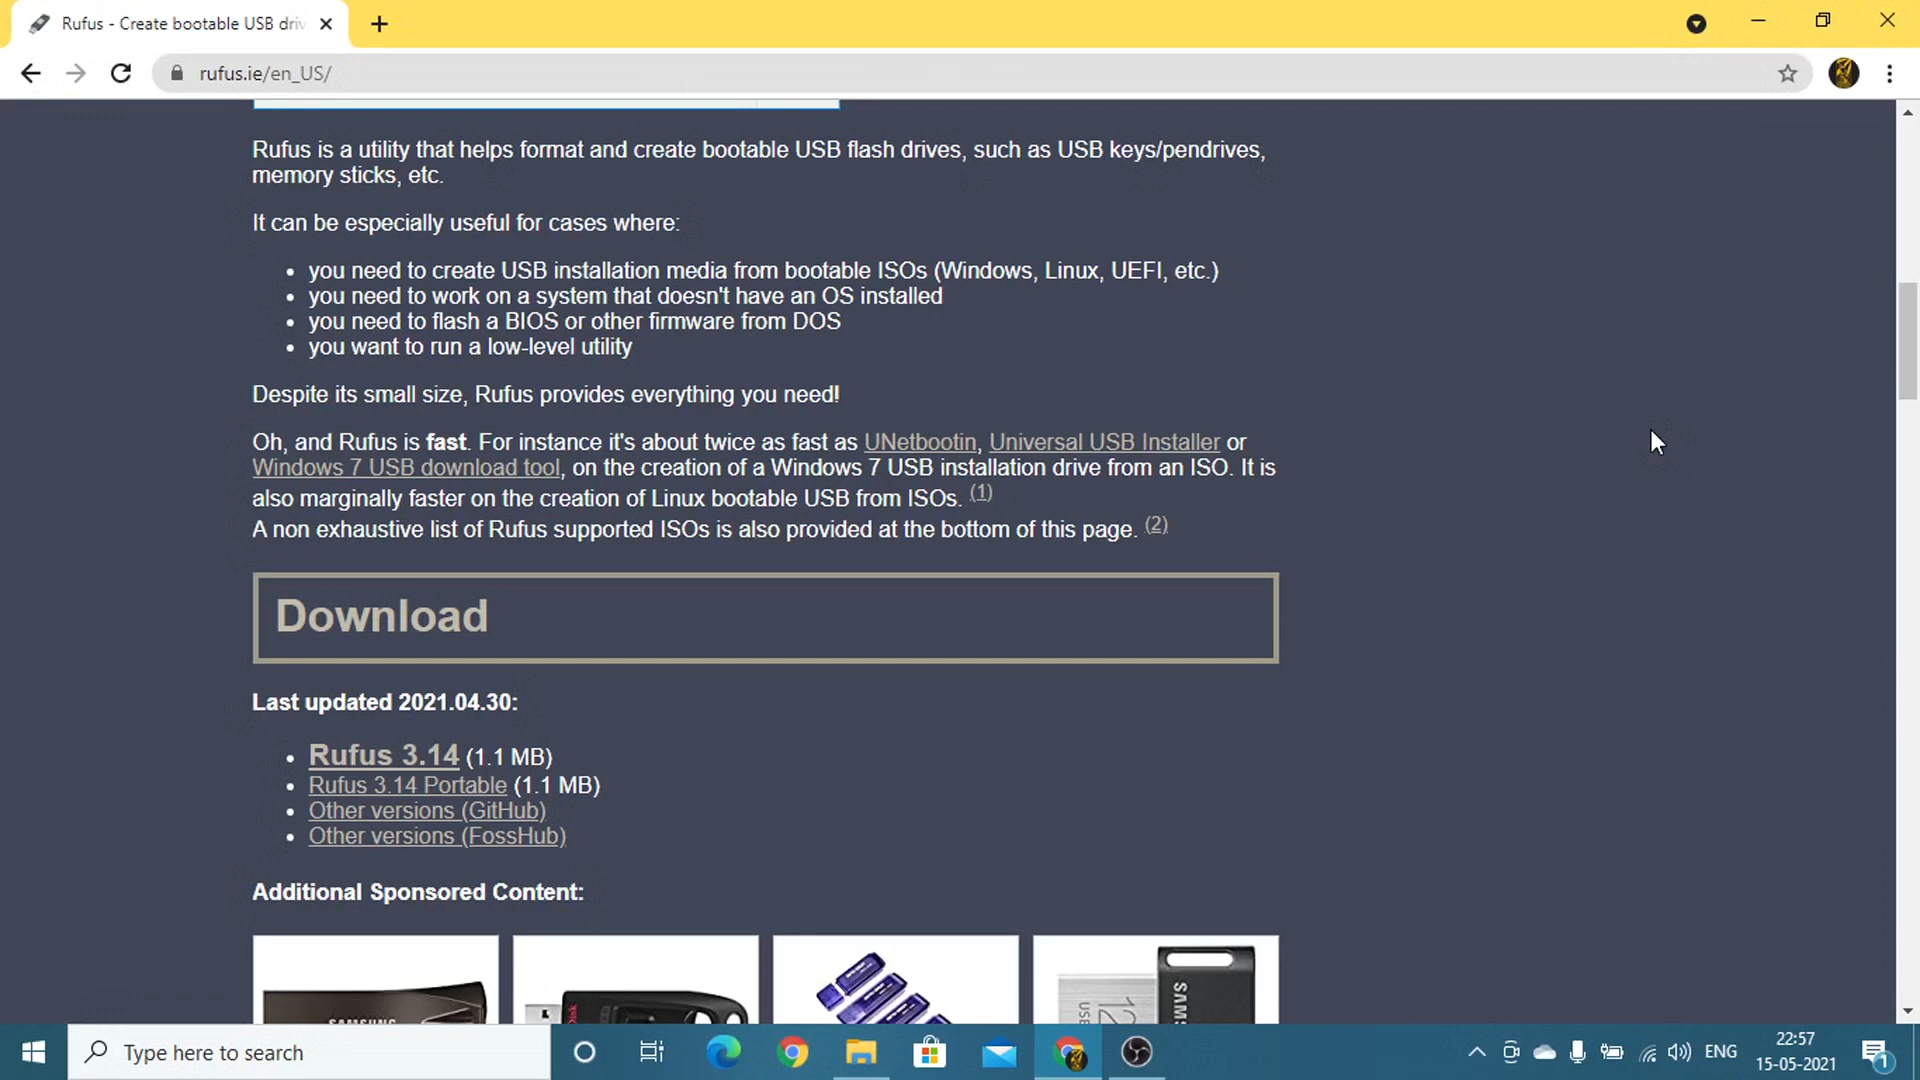 Rufus - Create bootable USB driv
rufus.ie/en_US/
Rufus is a utility that helps format and create bootable USB flash drives, such as USB keys/pendrives,
memory sticks, etc.
It can be especially useful for cases where:
• you need to create USB installation media from bootable ISOs (Windows, Linux, UEFI, etc.)
• you need to work on a system that doesn't have an OS installed
• you need to flash a BIOS or other firmware from DOS
• you want to run a low-level utility
Despite its small size, Rufus provides everything you need!
Oh, and Rufus is fast. For instance it's about twice as fast as UNetbootin, Universal USB Installer or
Windows 7 USB download tool, on the creation of a Windows 7 USB installation drive from an ISO. It is
also marginally faster on the creation of Linux bootable USB from ISOs. (1)
A non exhaustive list of Rufus supported ISOs is also provided at the bottom of this page. (2)
Download
Last updated 2021.04.30:
• Rufus 3.14 (1.1 MB)
• Rufus 3.14 Portable (1.1 MB)
• Other versions (GitHub)
• Other versions (FossHub)
Additional Sponsored Content:
SAMSUNG
Type here to search
ENG
22:57
15-05-2021
1